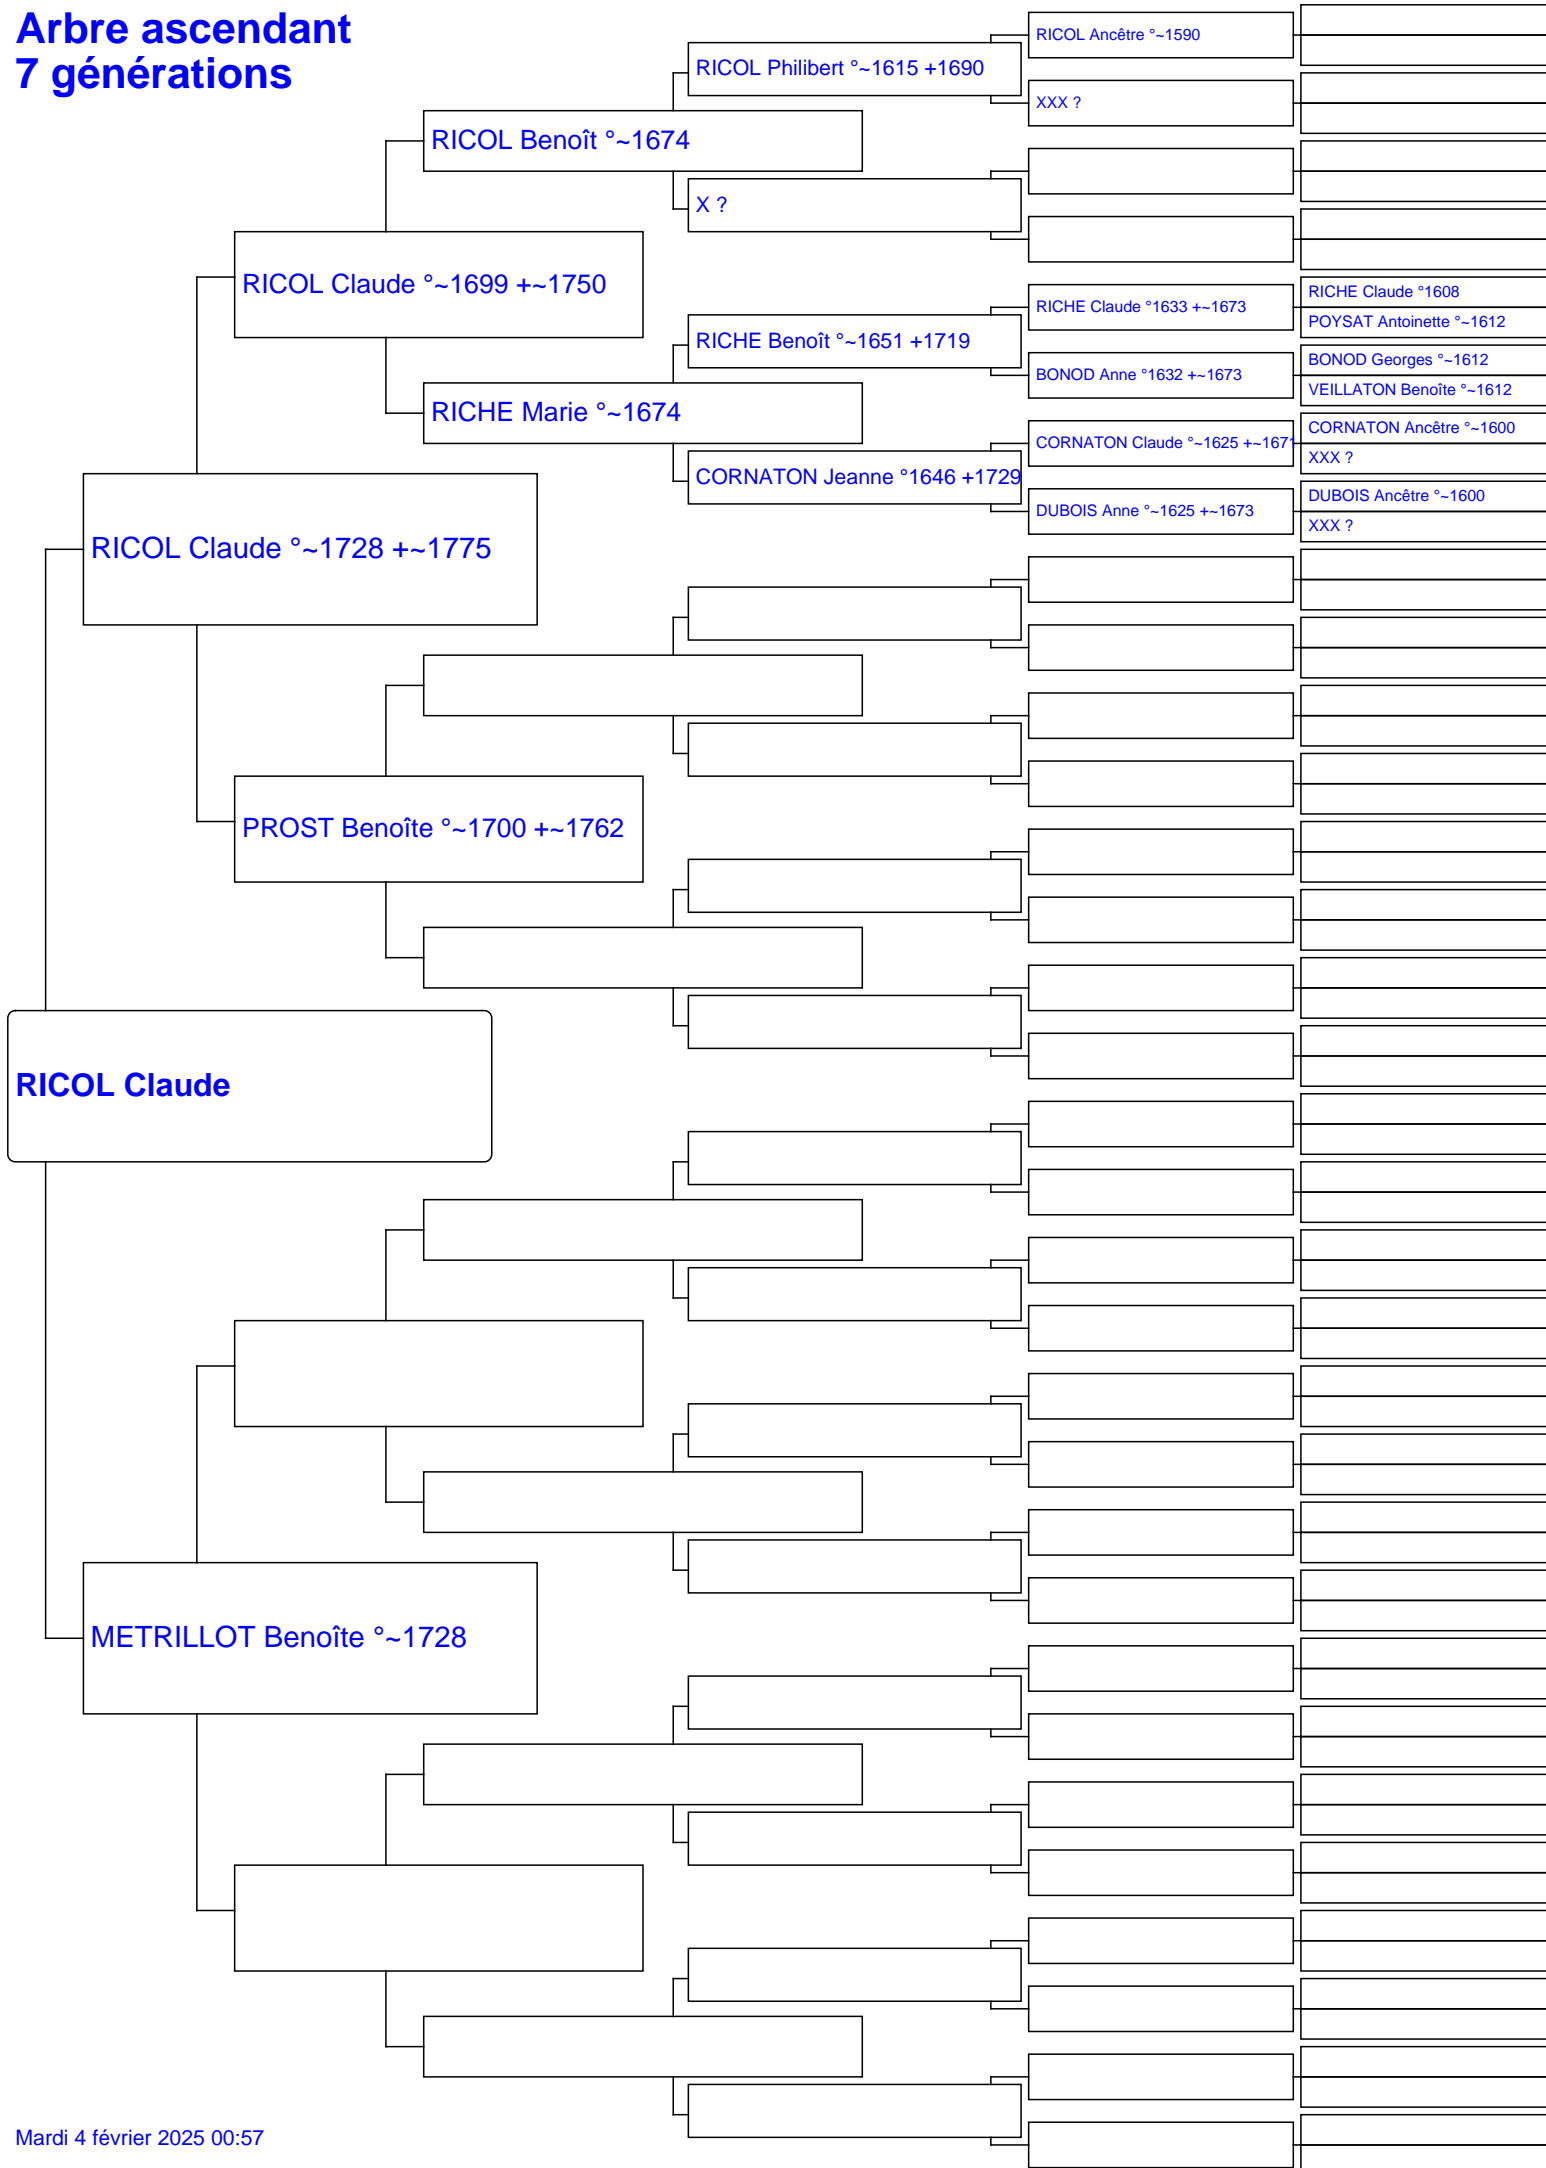 Arbre ascendant
7 générations
RICOL Ancêtre °~1590
RICOL Philibert °~1615 +1690
XXX ?
RICOL Benoît °~1674
X ?
RICOL Claude °~1699 +~1750
RICHE Claude °1608
RICHE Claude °1633 +~1673
POYSAT Antoinette °~1612
RICHE Benoît °~1651 +1719
BONOD Georges °~1612
BONOD Anne °1632 +~1673
VEILLATON Benoîte °~1612
RICHE Marie °~1674
CORNATON Ancêtre °~1600
CORNATON Claude °~1625 +~1671
XXX ?
CORNATON Jeanne °1646 +1729
DUBOIS Ancêtre °~1600
DUBOIS Anne °~1625 +~1673
XXX ?
RICOL Claude °~1728 +~1775
PROST Benoîte °~1700 +~1762
RICOL Claude
METRILLOT Benoîte °~1728
Mardi 4 février 2025 00:57